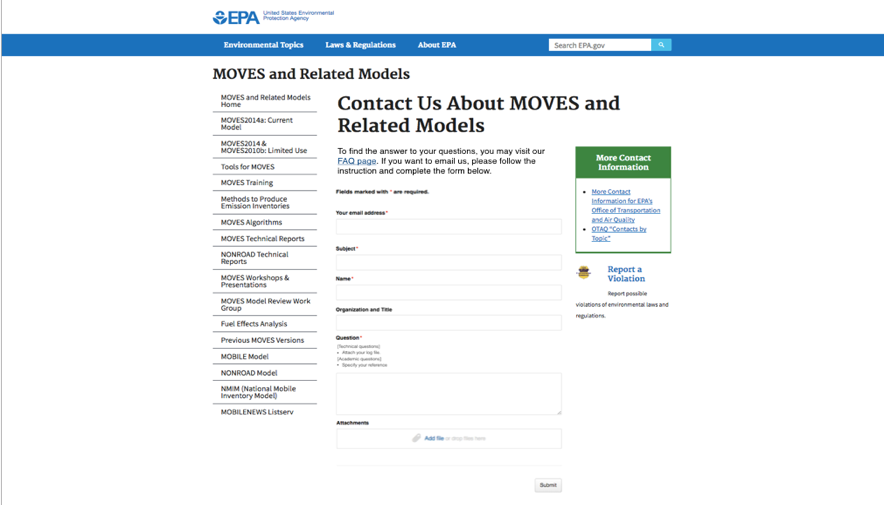 EPA United States Environmental
Protection Agency
Environmental Topics Laws & Regulations About EPA Search EPA.gov
MOVES and Related Models
MOVES and Related Models
Home
MOVES2014a: Current
Model
MOVES2014 &
MOVES2010b: Limited Use
Tools for MOVES
MOVES Training
Methods to Produce
Emission Inventories
MOVES Algorithms
MOVES Technical Reports
NONROAD Technical
Reports
MOVES Workshops &
Presentations
MOVES Model Review Work
Group
Fuel Effects Analysis
Previous MOVES Versions
MOBILE Model
NONROAD Model
NMIM (National Mobile
Inventory Model)
MOBILENEWS Listserv
Contact Us About MOVES and
Related Models
To find the answer to your questions, you may visit our
FAQ page. If you want to email us, please follow the
instruction and complete the form below.
Fields marked with * are required.
Your email address*
Subject*
Name*
Organization and Title
Question*
[Technical questions]
• Attach your log file.
[Academic questions]
• Specify your reference
Attachments
Add file or drop files here
Submit
More Contact
Information
• More Contact
Information for EPA's
Office of Transportation
and Air Quality
• OTAQ "Contacts by
Topic"
Report a
Violation
Report possible
violations of environmental laws and
regulations.